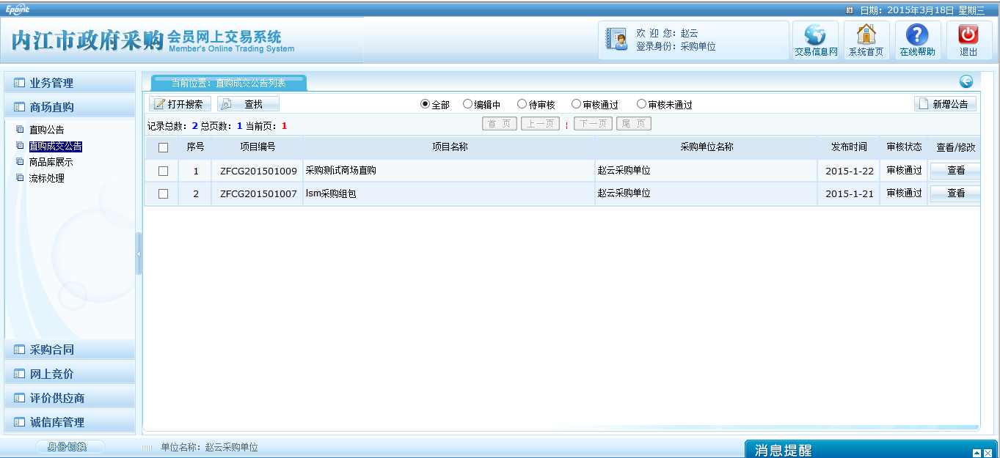 Epoint
日期：2015年3月18日 星期三
内江市政府采购 会员网上交易系统
Member's Online Trading System
欢 迎 您：赵云
登录身份：采购单位
交易信息网 系统首页 在线帮助 退出
业务管理
商场直购
直购公告
直购成交公告
商品库展示
流标处理
采购合同
网上竞价
评价供应商
诚信库管理
当前位置：直购成交公告列表
打开搜索 查找 全部 编辑中 待审核 审核通过 审核未通过 新增公告
记录总数：2 总页数：1 当前页：1 首 页 上一页 | 下一页 尾 页
序号 项目编号 项目名称 采购单位名称 发布时间 审核状态 查看/修改
1 ZFCG201501009 采购测试商场直购 赵云采购单位 2015-1-22 审核通过 查看
2 ZFCG201501007 lsm采购组包 赵云采购单位 2015-1-21 审核通过 查看
身份切换 单位名称：赵云采购单位 消息提醒